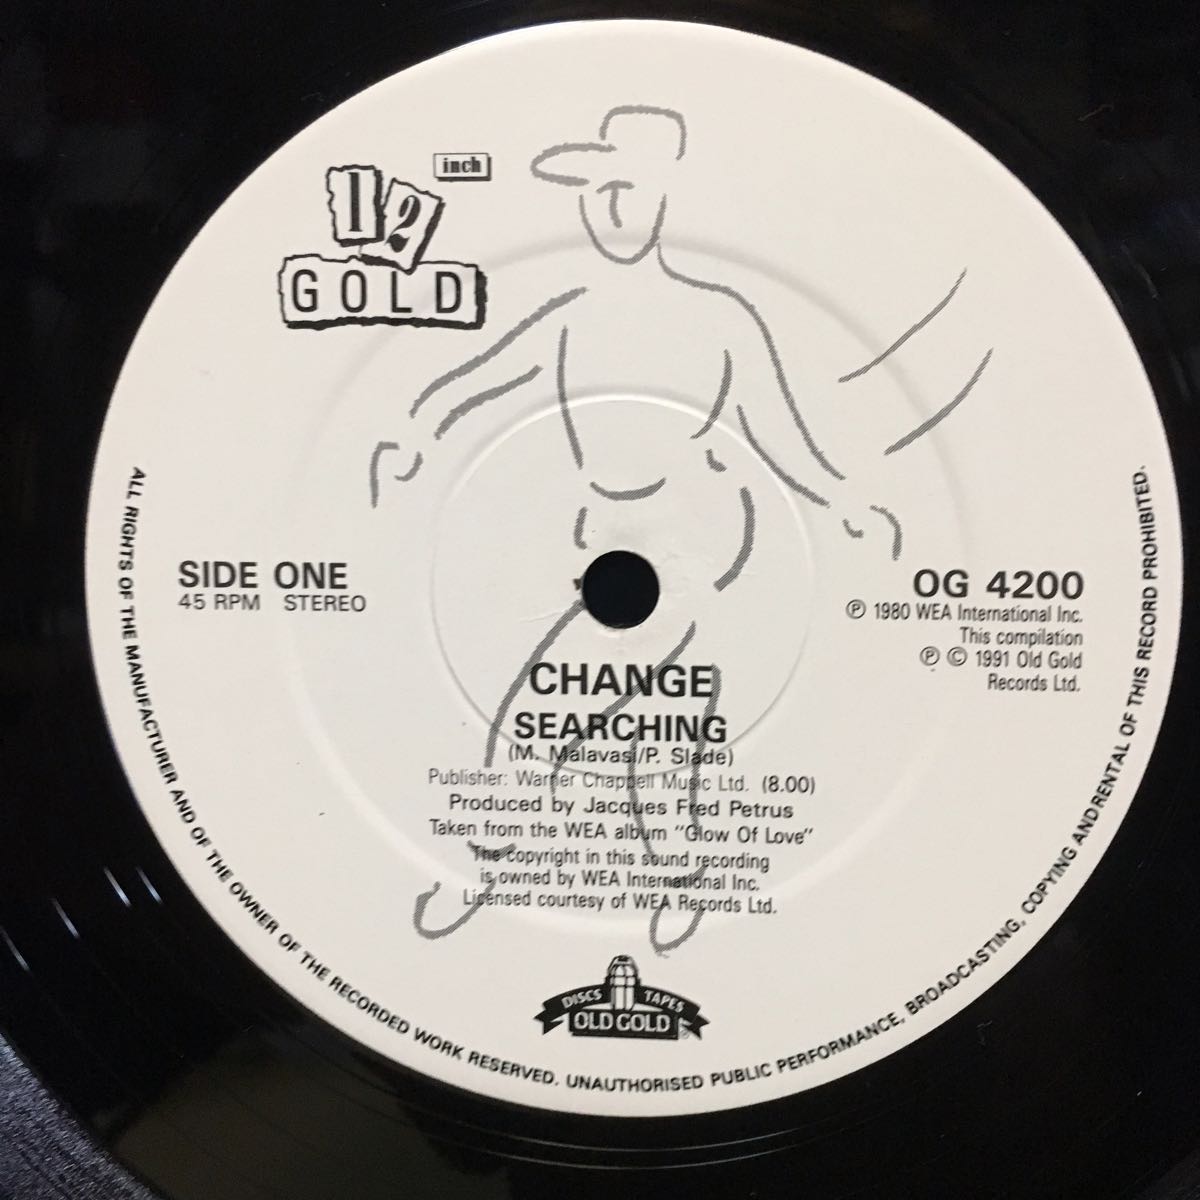 12 inch
GOLD
SIDE ONE
45 RPM STEREO
OG 4200
℗ 1980 WEA International Inc.
This compilation
℗ © 1991 Old Gold
Records Ltd.
CHANGE
SEARCHING
(M. Malavasi/P. Slade)
Publisher: Warner Chappell Music Ltd. (8.00)
Produced by Jacques Fred Petrus
Taken from the WEA album "Glow Of Love"
The copyright in this sound recording
is owned by WEA International Inc.
Licensed courtesy of WEA Records Ltd.
DISCS TAPES
OLD GOLD ®
ALL RIGHTS OF THE MANUFACTURER AND OF THE OWNER OF THE RECORDED WORK RESERVED. UNAUTHORISED PUBLIC PERFORMANCE, BROADCASTING, COPYING AND RENTAL OF THIS RECORD PROHIBITED.